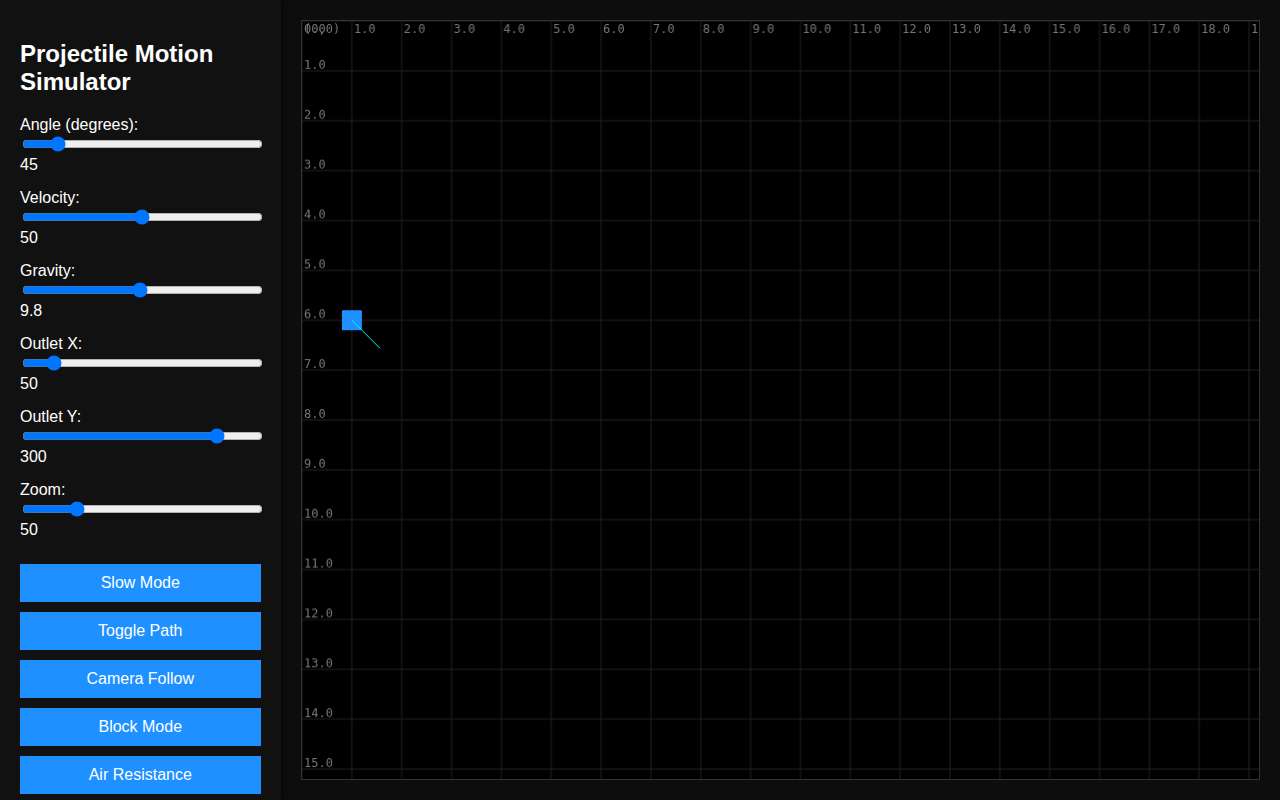 Projectile Motion
Simulator
Angle (degrees):
45
Velocity:
50
Gravity:
9.8
Outlet X:
50
Outlet Y:
300
Zoom:
50
Slow Mode
Toggle Path
Camera Follow
Block Mode
Air Resistance
1.0 2.0 3.0 4.0 5.0 6.0 7.0 8.0 9.0 10.0 11.0 12.0 13.0 14.0 15.0 16.0 17.0 18.0
1.0
2.0
3.0
4.0
5.0
6.0
7.0
8.0
9.0
10.0
11.0
12.0
13.0
14.0
15.0